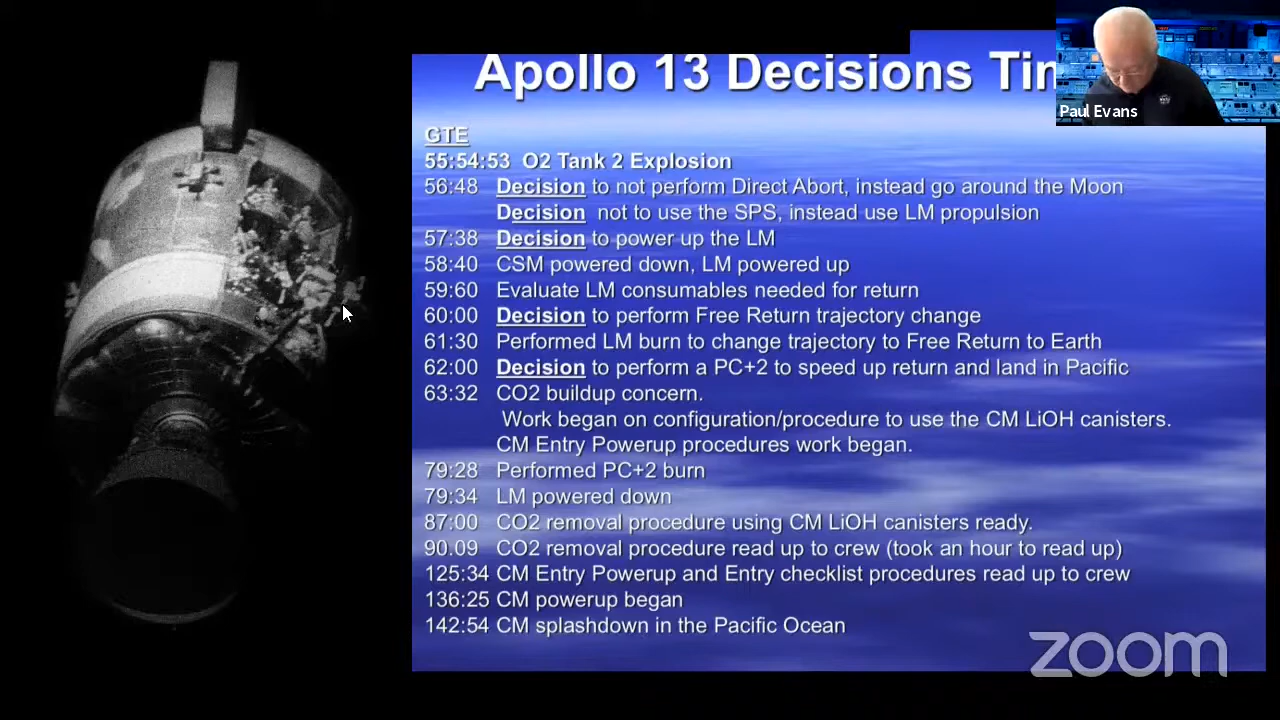 Apollo 13 Decisions
Paul Evans
GTE
55:54:53 O2 Tank 2 Explosion
56:48 Decision to not perform Direct Abort, instead go around the Moon
Decision not to use the SPS, instead use LM propulsion
57:38 Decision to power up the LM
58:40 CSM powered down, LM powered up
59:60 Evaluate LM consumables needed for return
60:00 Decision to perform Free Return trajectory change
61:30 Performed LM burn to change trajectory to Free Return to Earth
62:00 Decision to perform a PC+2 to speed up return and land in Pacific
63:32 CO2 buildup concern.
Work began on configuration/procedure to use the CM LiOH canisters.
CM Entry Powerup procedures work began.
79:28 Performed PC+2 burn
79:34 LM powered down
87:00 CO2 removal procedure using CM LiOH canisters ready.
90.09 CO2 removal procedure read up to crew (took an hour to read up)
125:34 CM Entry Powerup and Entry checklist procedures read up to crew
136:25 CM powerup began
142:54 CM splashdown in the Pacific Ocean
zoom